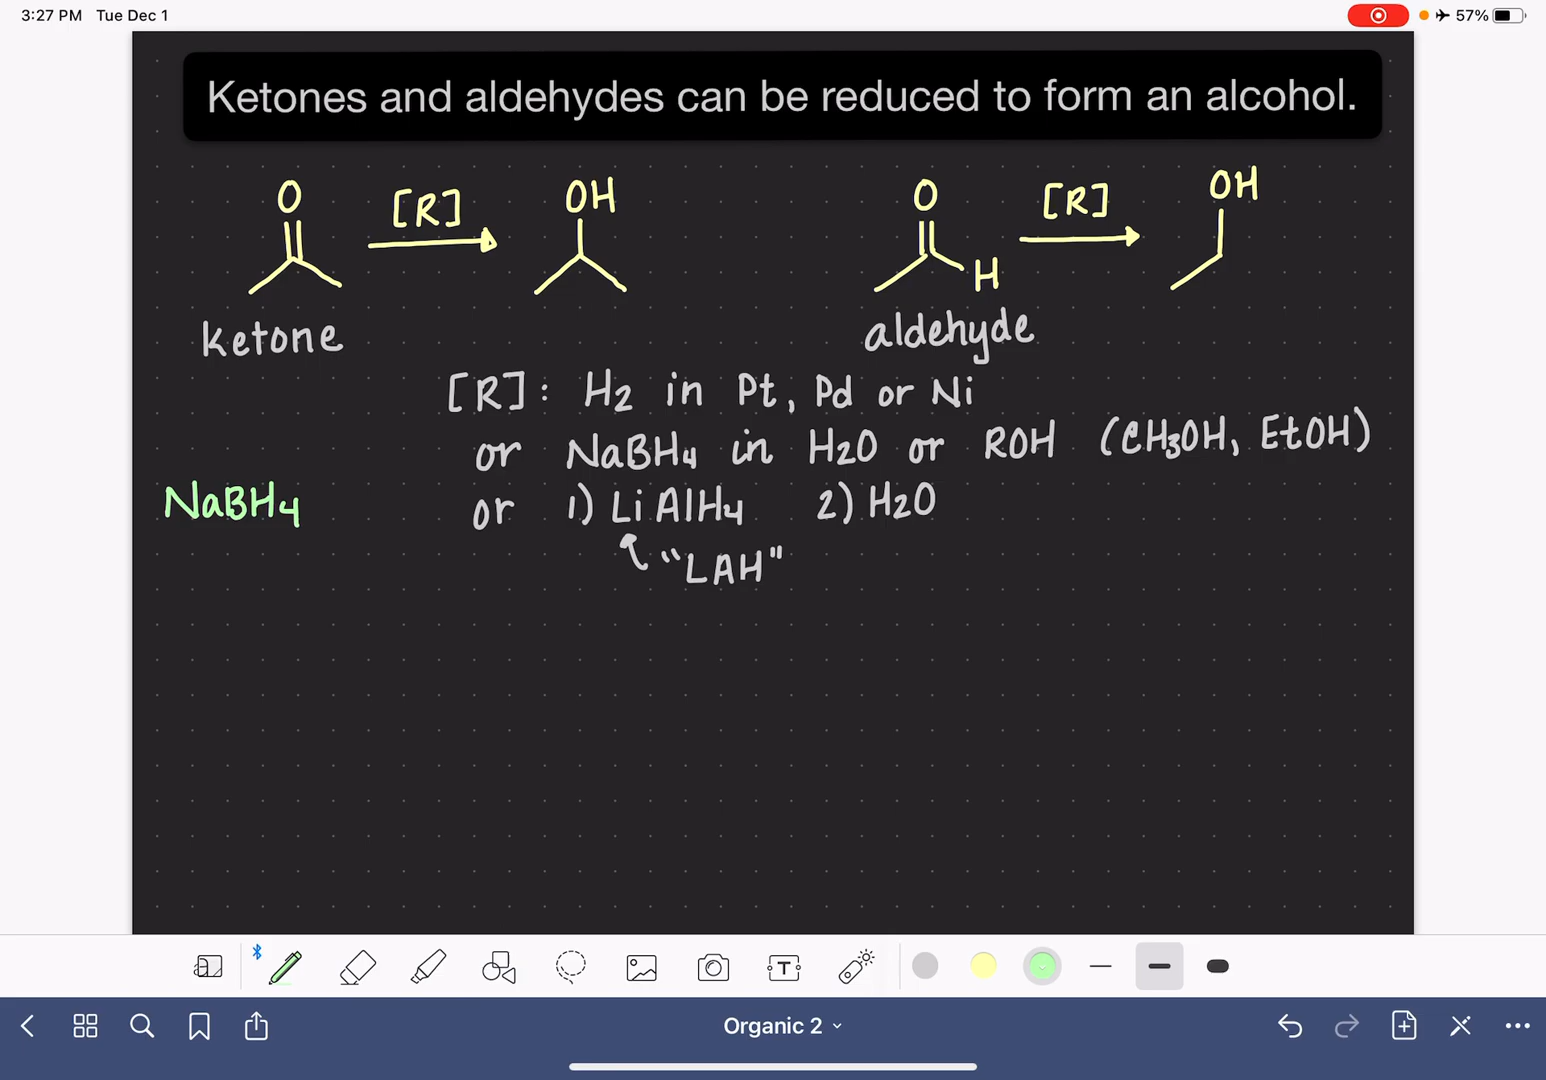 3:27 PM Tue Dec 1
57%
Ketones and aldehydes can be reduced to form an alcohol.
O [R] OH O [R] OH
H
ketone aldehyde
[R]: H2 in Pt, Pd or Ni
or NaBH4 in H2O or ROH (CH3OH, EtOH)
NaBH4 or 1) LiAlH4 2) H2O
"LAH"
T
Organic 2